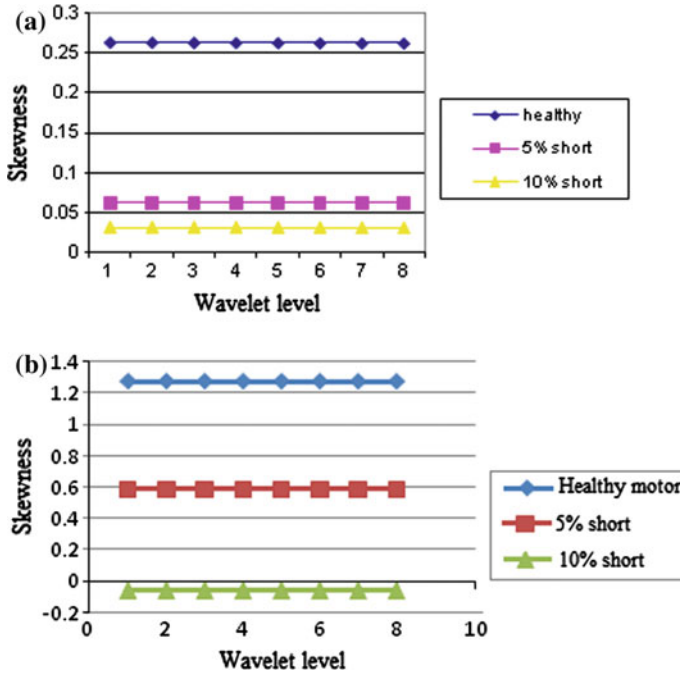 (a)
0.3
0.25
0.2
0.15
0.1
0.05
0
Skewness
1 2 3 4 5 6 7 8
Wavelet level
healthy
5% short
10% short
(b)
1.4
1.2
1
0.8
0.6
0.4
0.2
0
-0.2
Skewness
0 2 4 6 8 10
Wavelet level
Healthy motor
5% short
10% short